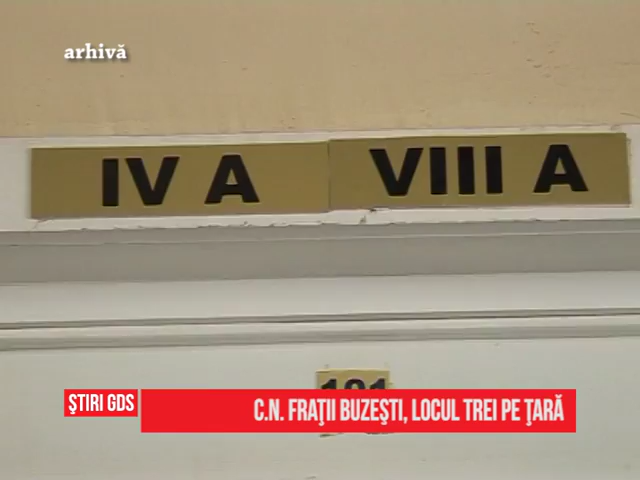 arhivă
IV A VIII A
ŞTIRI GDS C.N. FRAŢII BUZEŞTI, LOCUL TREI PE ŢARĂ